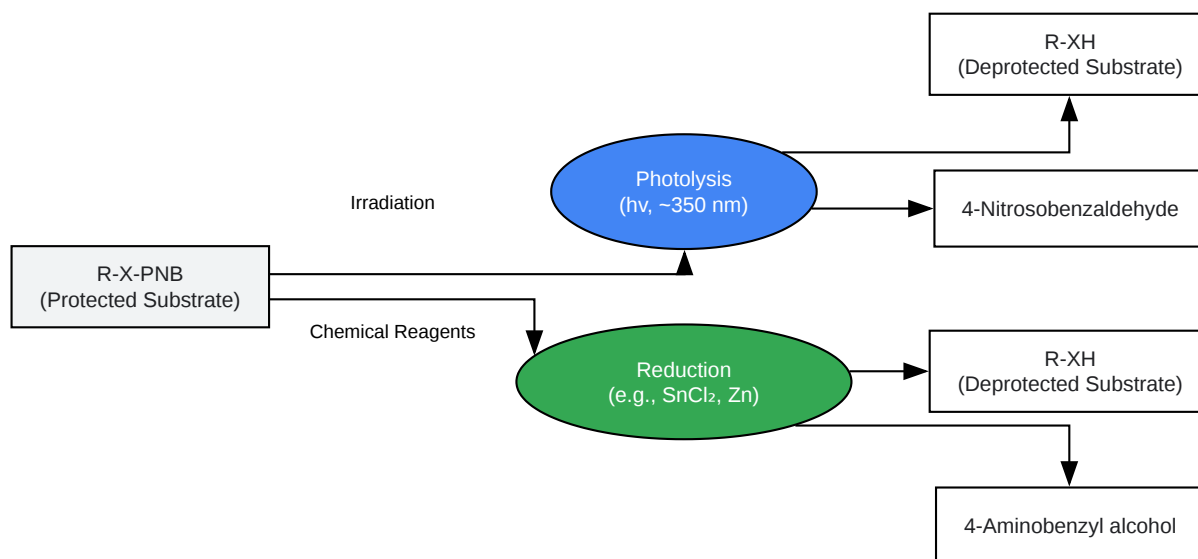 R-XH
(Deprotected Substrate)
Photolysis
(hv, ~350 nm)
Irradiation
4-Nitrosobenzaldehyde
R-X-PNB
(Protected Substrate)
Chemical Reagents
Reduction
(e.g., SnCl₂, Zn)
R-XH
(Deprotected Substrate)
4-Aminobenzyl alcohol